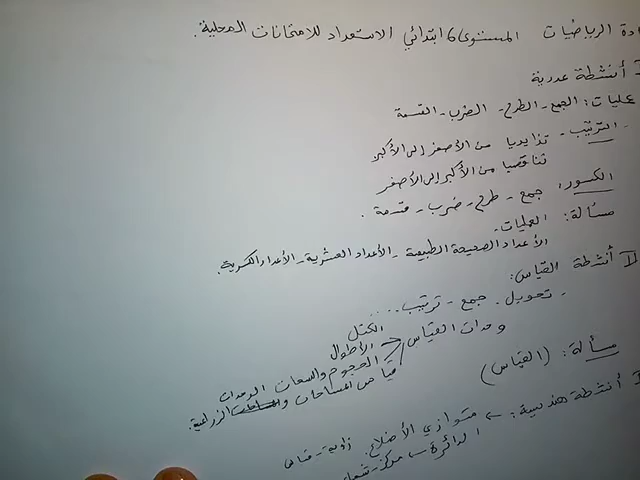 الرياضيات المستوى 6 ابتدائي الاستعداد للامتحانات المحلية.
أنشطة عددية
عمليات: الجمع - الطرح - الضرب - القسمة
- الترتيب - تزايديا من الأصغر إلى الأكبر
تناقصيا من الأكبر إلى الأصغر
الكسور: جمع - طرح - ضرب - قسمة.
مسألة: العمليات.
الأعداد الصحيحة الطبيعية - الأعداد العشرية - الأعداد الكسرية.
أنشطة القياس:
- تحويل - جمع - ترتيب...
وحدات القياس
الكتل
الأطوال
الحجوم والسعات الوحدات
قياس المساحات و الزراعية.
مسألة: (القياس)
أنشطة هندسية: متوازي الأضلاع. زاوية -
الدائرة مركز -